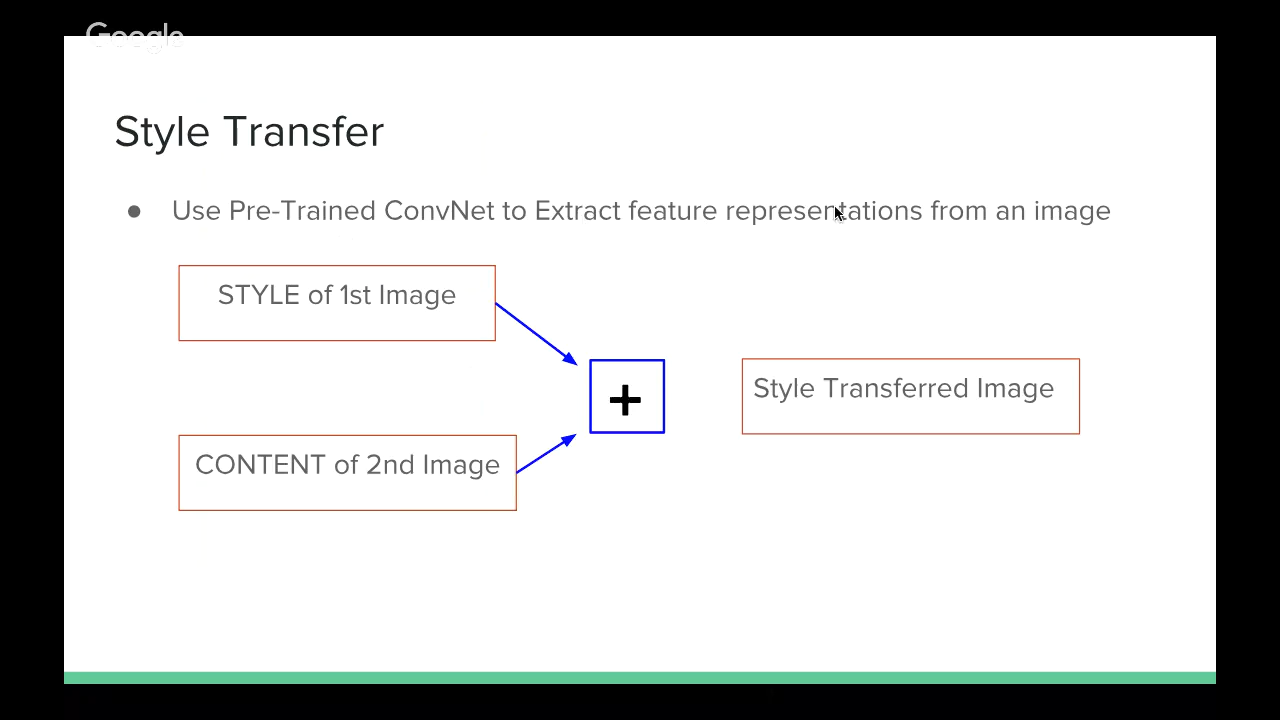 Google
Style Transfer
● Use Pre-Trained ConvNet to Extract feature representations from an image
STYLE of 1st Image
+
Style Transferred Image
CONTENT of 2nd Image